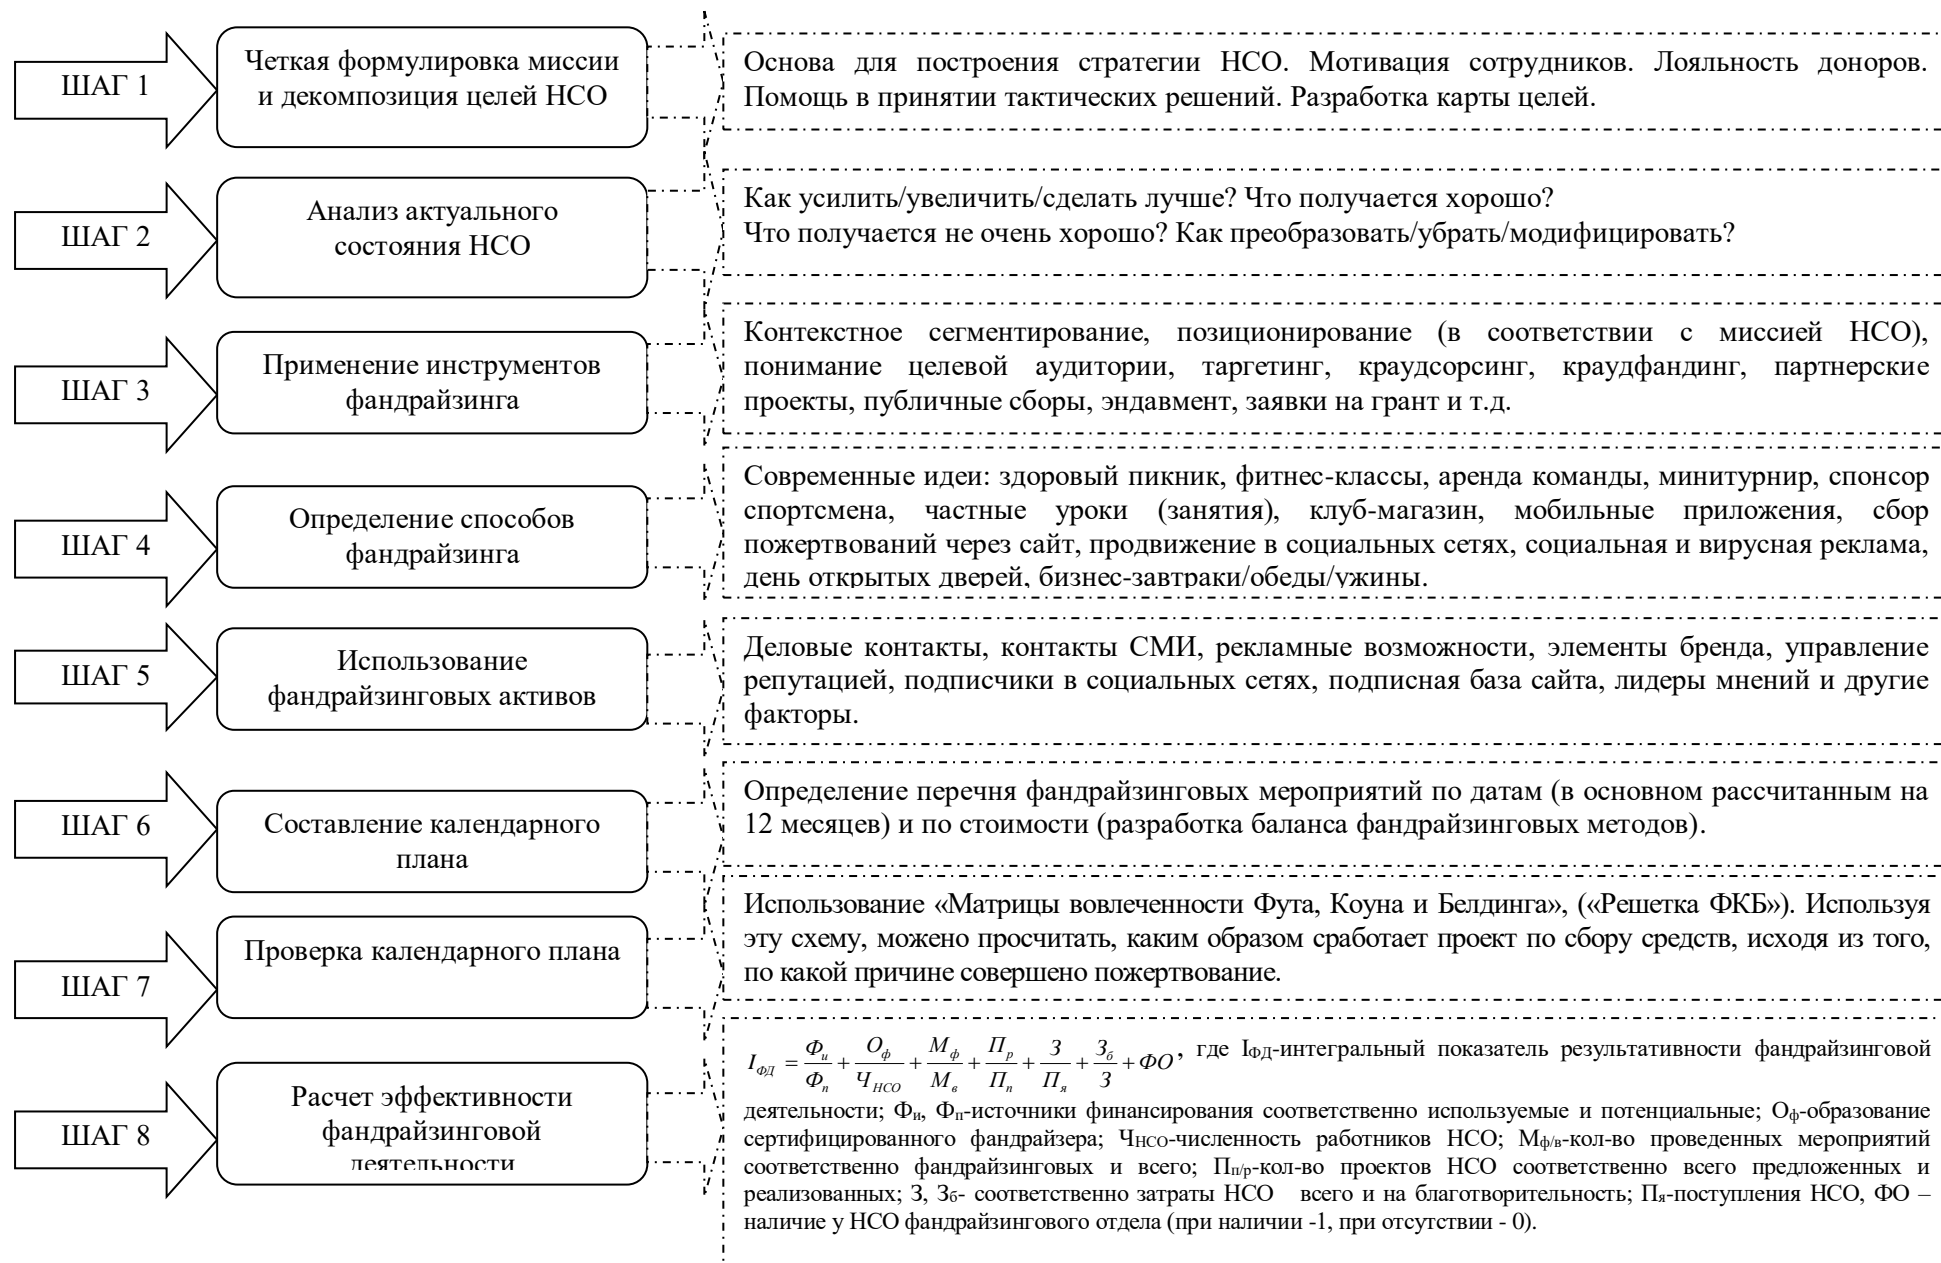 ШАГ 1
Четкая формулировка миссии
и декомпозиция целей НСО
Основа для построения стратегии НСО. Мотивация сотрудников. Лояльность доноров.
Помощь в принятии тактических решений. Разработка карты целей.
ШАГ 2
Анализ актуального
состояния НСО
Как усилить/увеличить/сделать лучше? Что получается хорошо?
Что получается не очень хорошо? Как преобразовать/убрать/модифицировать?
ШАГ 3
Применение инструментов
фандрайзинга
Контекстное сегментирование, позиционирование (в соответствии с миссией НСО),
понимание целевой аудитории, таргетинг, краудсорсинг, краудфандинг, партнерские
проекты, публичные сборы, эндавмент, заявки на грант и т.д.
ШАГ 4
Определение способов
фандрайзинга
Современные идеи: здоровый пикник, фитнес-классы, аренда команды, минитурнир, спонсор
спортсмена, частные уроки (занятия), клуб-магазин, мобильные приложения, сбор
пожертвований через сайт, продвижение в социальных сетях, социальная и вирусная реклама,
день открытых дверей, бизнес-завтраки/обеды/ужины.
ШАГ 5
Использование
фандрайзинговых активов
Деловые контакты, контакты СМИ, рекламные возможности, элементы бренда, управление
репутацией, подписчики в социальных сетях, подписная база сайта, лидеры мнений и другие
факторы.
ШАГ 6
Составление календарного
плана
Определение перечня фандрайзинговых мероприятий по датам (в основном рассчитанным на
12 месяцев) и по стоимости (разработка баланса фандрайзинговых методов).
ШАГ 7
Проверка календарного плана
Использование «Матрицы вовлеченности Фута, Коуна и Белдинга», («Решетка ФКБ»). Используя
эту схему, можено просчитать, каким образом сработает проект по сбору средств, исходя из того,
по какой причине совершено пожертвование.
ШАГ 8
Расчет эффективности
фандрайзинговой
деятельности
I_ФД = Ф_и/Ф_п + О_ф/Ч_НСО + М_ф/М_в + П_р/П_п + З/П_я + З_б/З + ФО, где I_ФД-интегральный показатель результативности фандрайзинговой
деятельности; Ф_и, Ф_п-источники финансирования соответственно используемые и потенциальные; О_ф-образование
сертифицированного фандрайзера; Ч_НСО-численность работников НСО; М_ф/в-кол-во проведенных мероприятий
соответственно фандрайзинговых и всего; П_п/р-кол-во проектов НСО соответственно всего предложенных и
реализованных; З, З_б- соответственно затраты НСО всего и на благотворительность; П_я-поступления НСО, ФО –
наличие у НСО фандрайзингового отдела (при наличии -1, при отсутствии - 0).